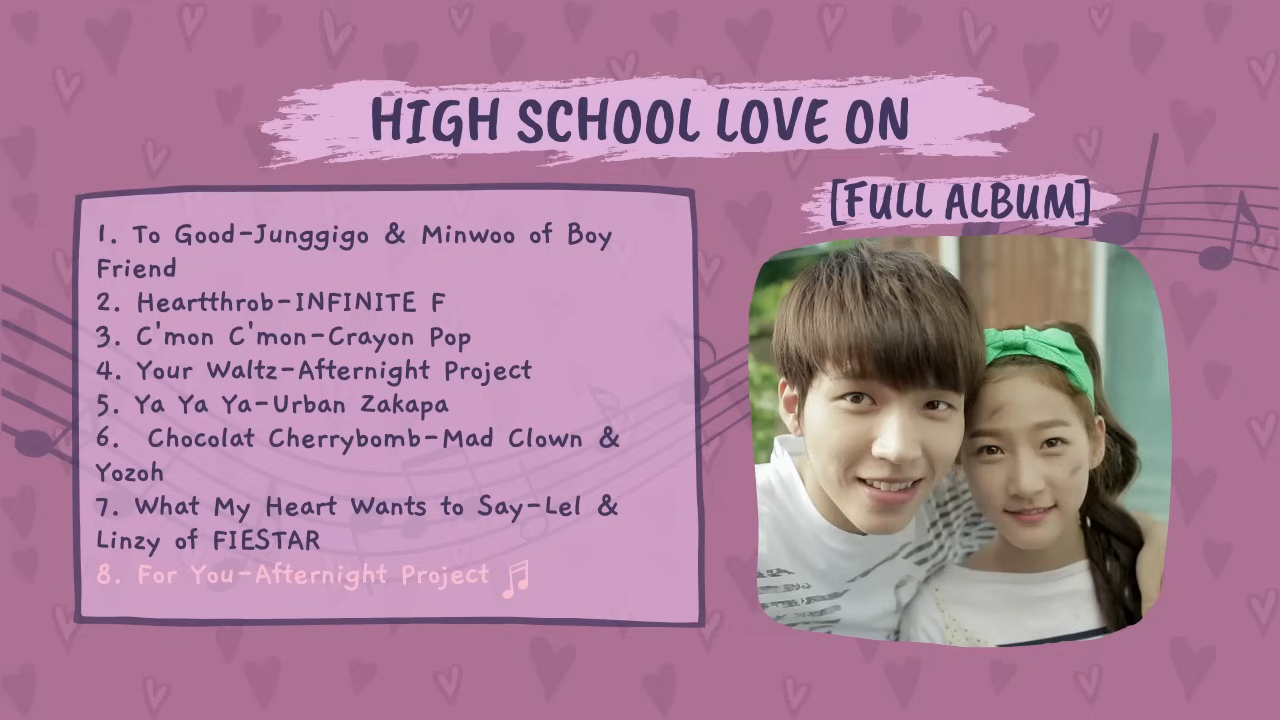 HIGH SCHOOL LOVE ON
[FULL ALBUM]
1. To Good-Junggigo & Minwoo of Boy
Friend
2. Heartthrob-INFINITE F
3. C'mon C'mon-Crayon Pop
4. Your Waltz-Afternight Project
5. Ya Ya Ya-Urban Zakapa
6. Chocolat Cherrybomb-Mad Clown &
Yozoh
7. What My Heart Wants to Say-Lel &
Linzy of FIESTAR
8. For You-Afternight Project